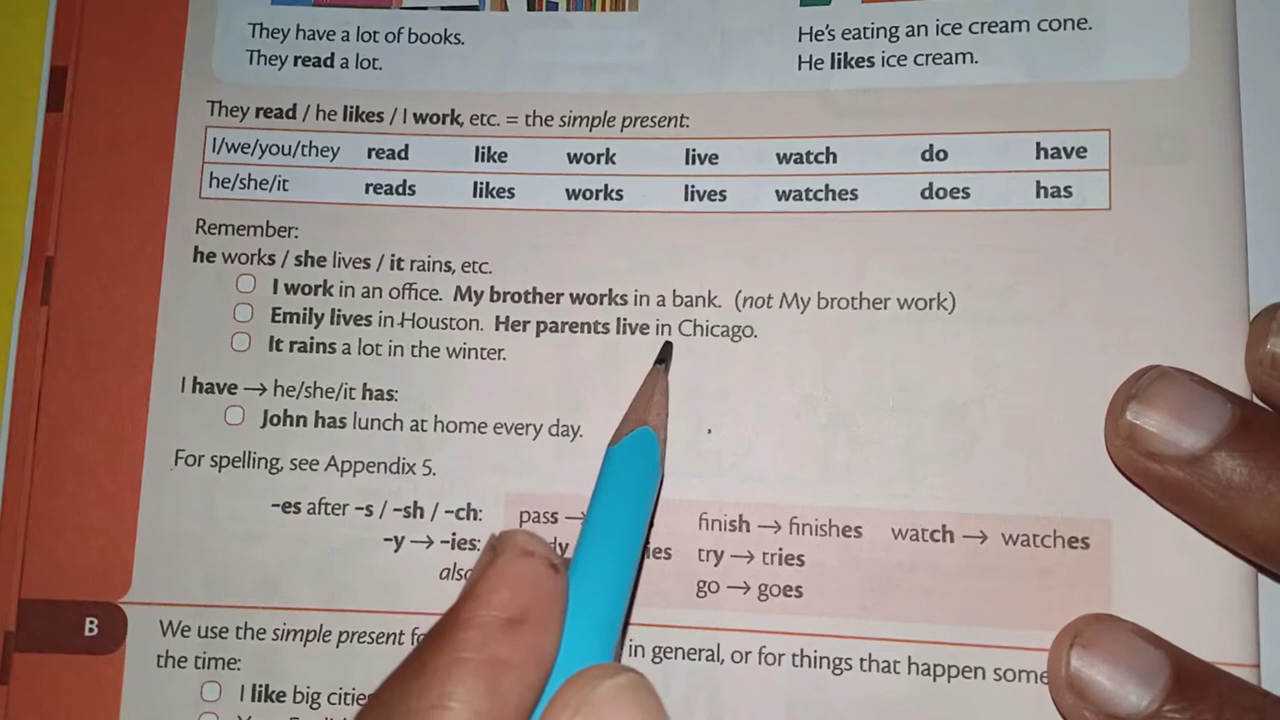 They have a lot of books.
They read a lot.
He's eating an ice cream cone.
He likes ice cream.
They read / he likes / I work, etc. = the simple present:
I/we/you/they read like work live watch do have
he/she/it reads likes works lives watches does has
Remember:
he works / she lives / it rains, etc.
I work in an office. My brother works in a bank. (not My brother work)
Emily lives in Houston. Her parents live in Chicago.
It rains a lot in the winter.
I have → he/she/it has:
John has lunch at home every day.
For spelling, see Appendix 5.
-es after -s / -sh / -ch: pass → finish → finishes watch → watches
-y → -ies: try → tries
go → goes
B
We use the simple present in general, or for things that happen
the time:
I like big